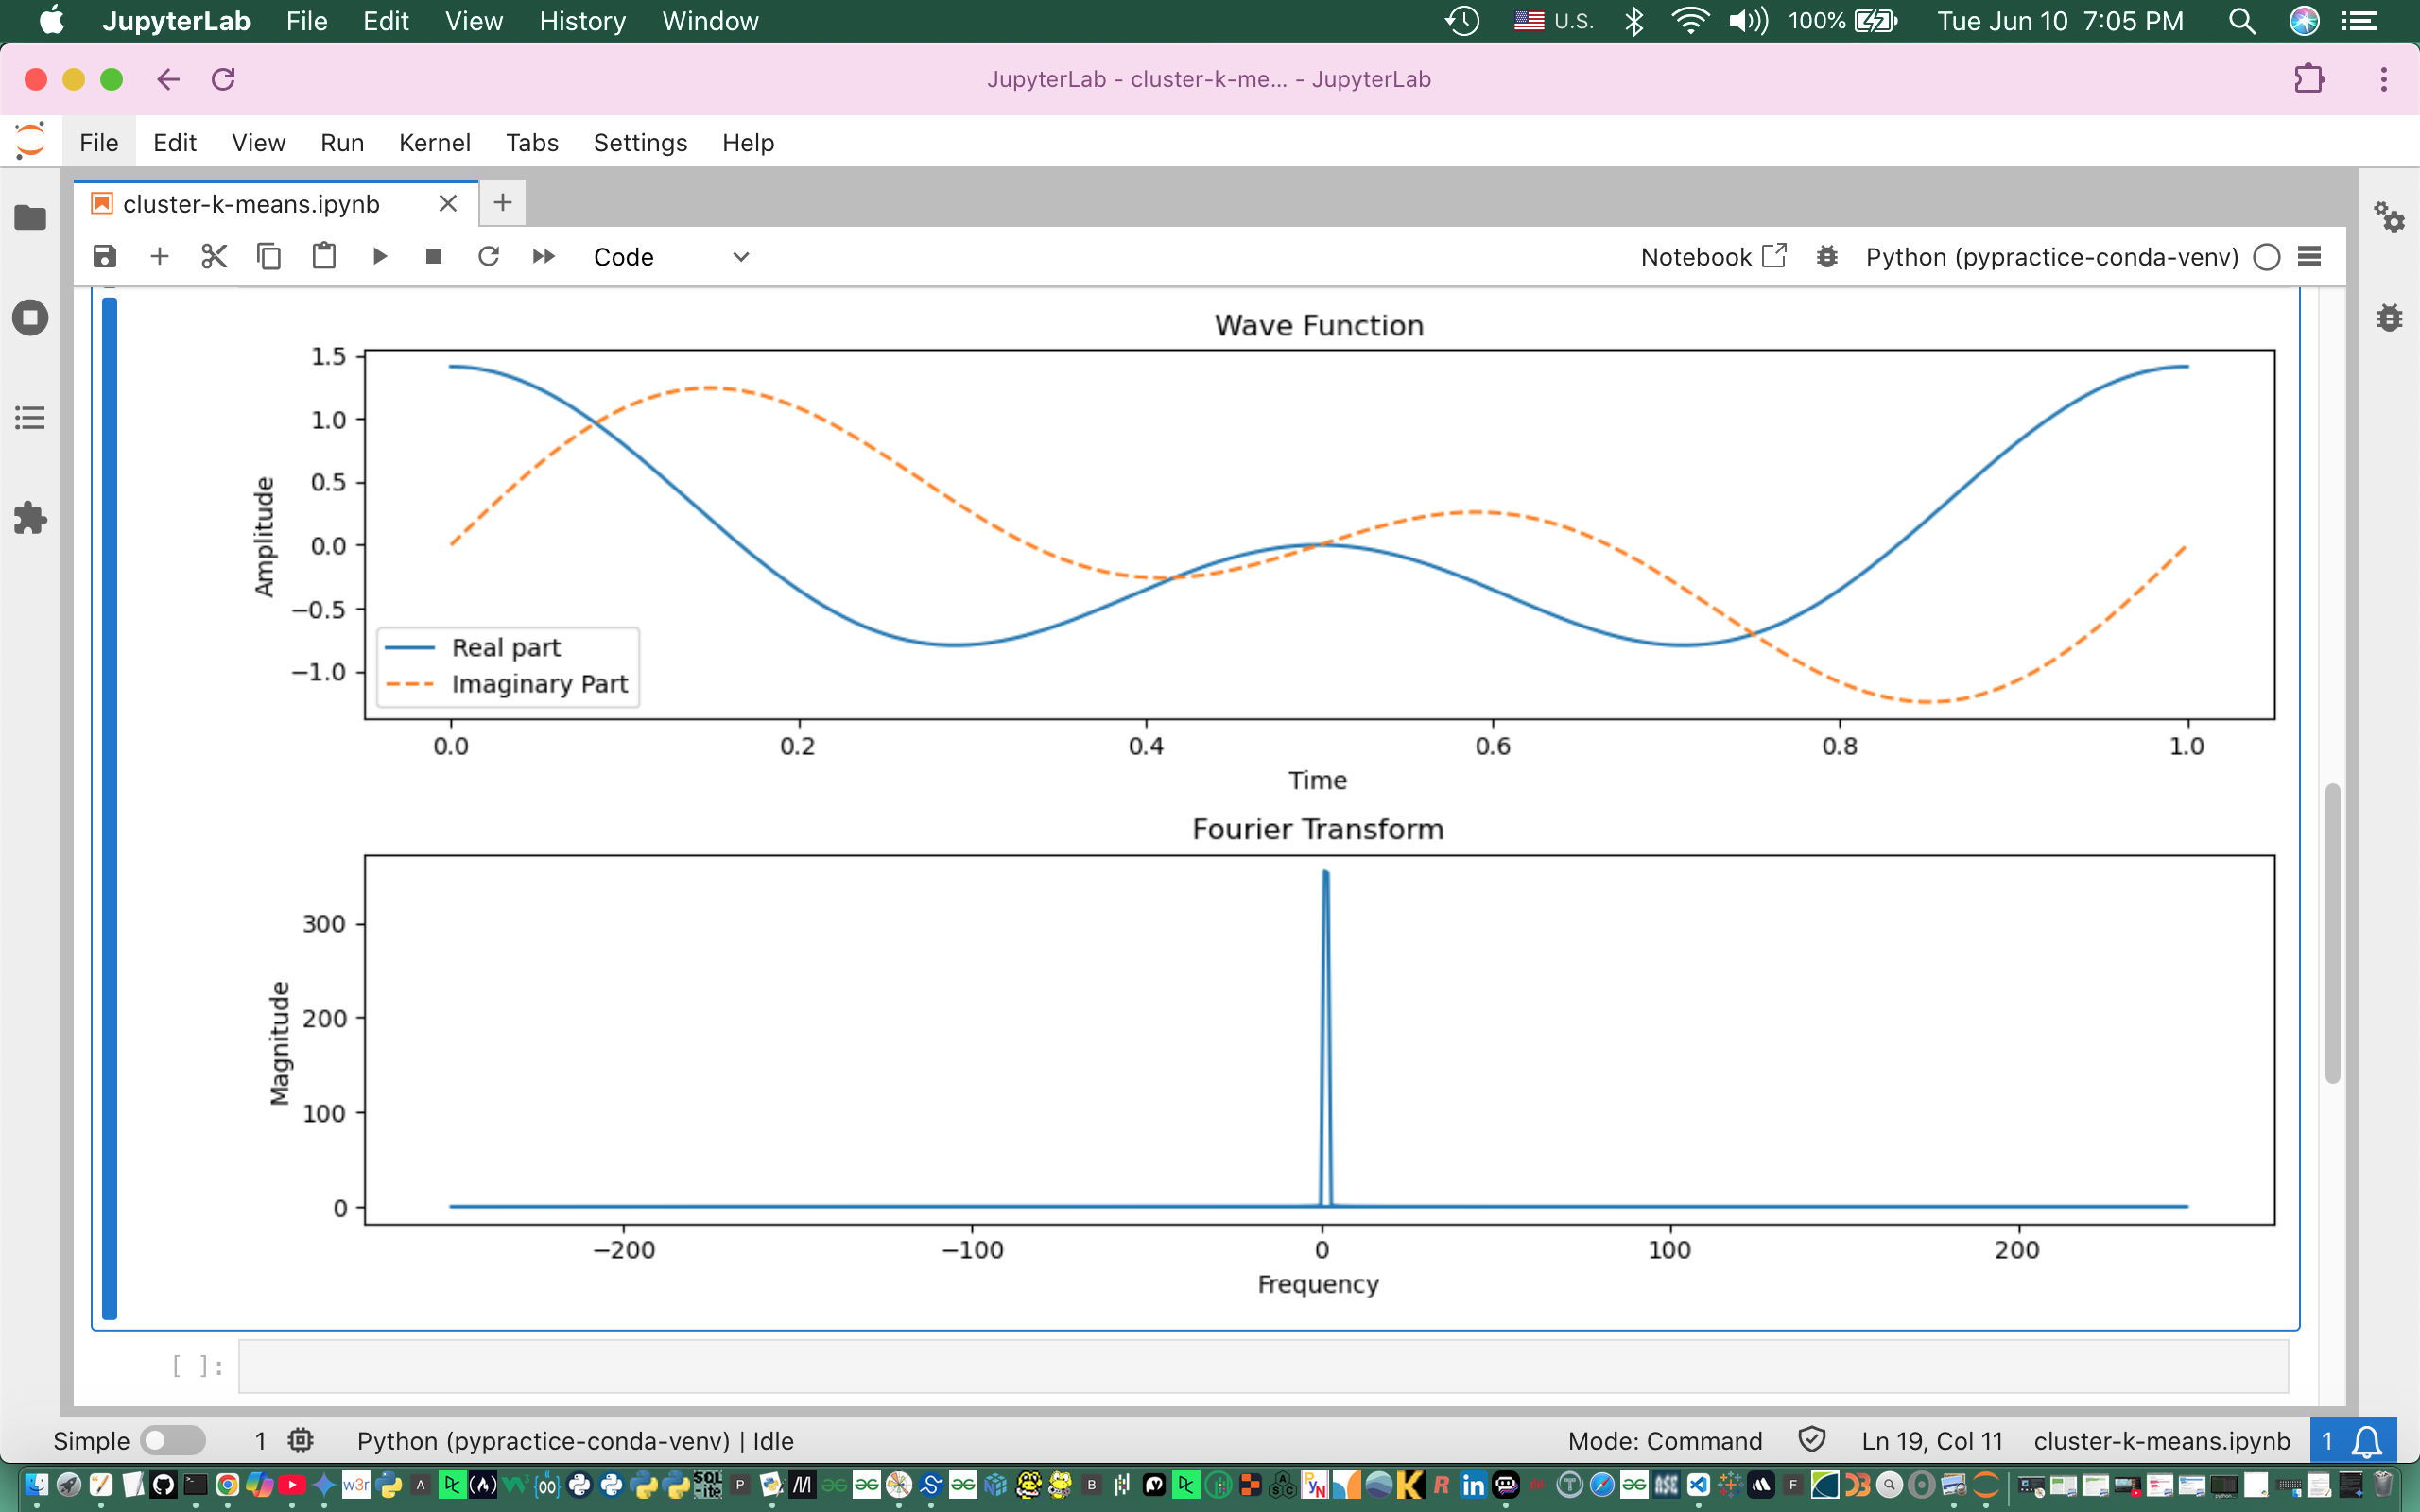 JupyterLab File Edit View History Window U.S. 100% Tue Jun 10 7:05 PM
JupyterLab - cluster-k-me... - JupyterLab
File Edit View Run Kernel Tabs Settings Help
cluster-k-means.ipynb
Code Notebook Python (pypractice-conda-venv)
Wave Function
1.5
1.0
0.5
0.0
−0.5
−1.0
Amplitude
Real part
Imaginary Part
0.0 0.2 0.4 0.6 0.8 1.0
Time
Fourier Transform
300
200
100
0
Magnitude
−200 −100 0 100 200
Frequency
[ ]:
Simple 1 Python (pypractice-conda-venv) | Idle Mode: Command Ln 19, Col 11 cluster-k-means.ipynb 1